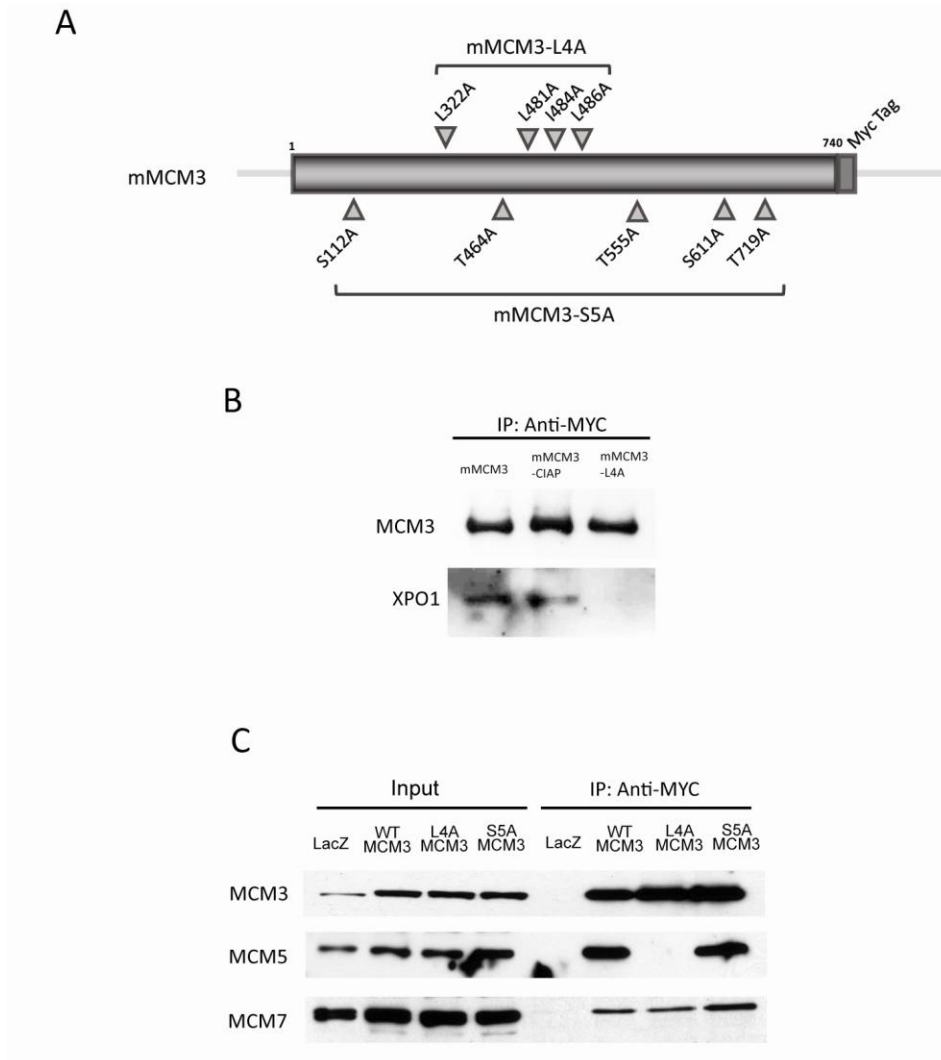 A
mMCM3-L4A
L322A
L481A
I484A
L486A
1
740
Myc Tag
mMCM3
S112A
T464A
T555A
S611A
T719A
mMCM3-S5A
B
IP: Anti-MYC
mMCM3
mMCM3
-CIAP
mMCM3
-L4A
MCM3
XPO1
C
Input
IP: Anti-MYC
LacZ
WT
MCM3
L4A
MCM3
S5A
MCM3
LacZ
WT
MCM3
L4A
MCM3
S5A
MCM3
MCM3
MCM5
MCM7